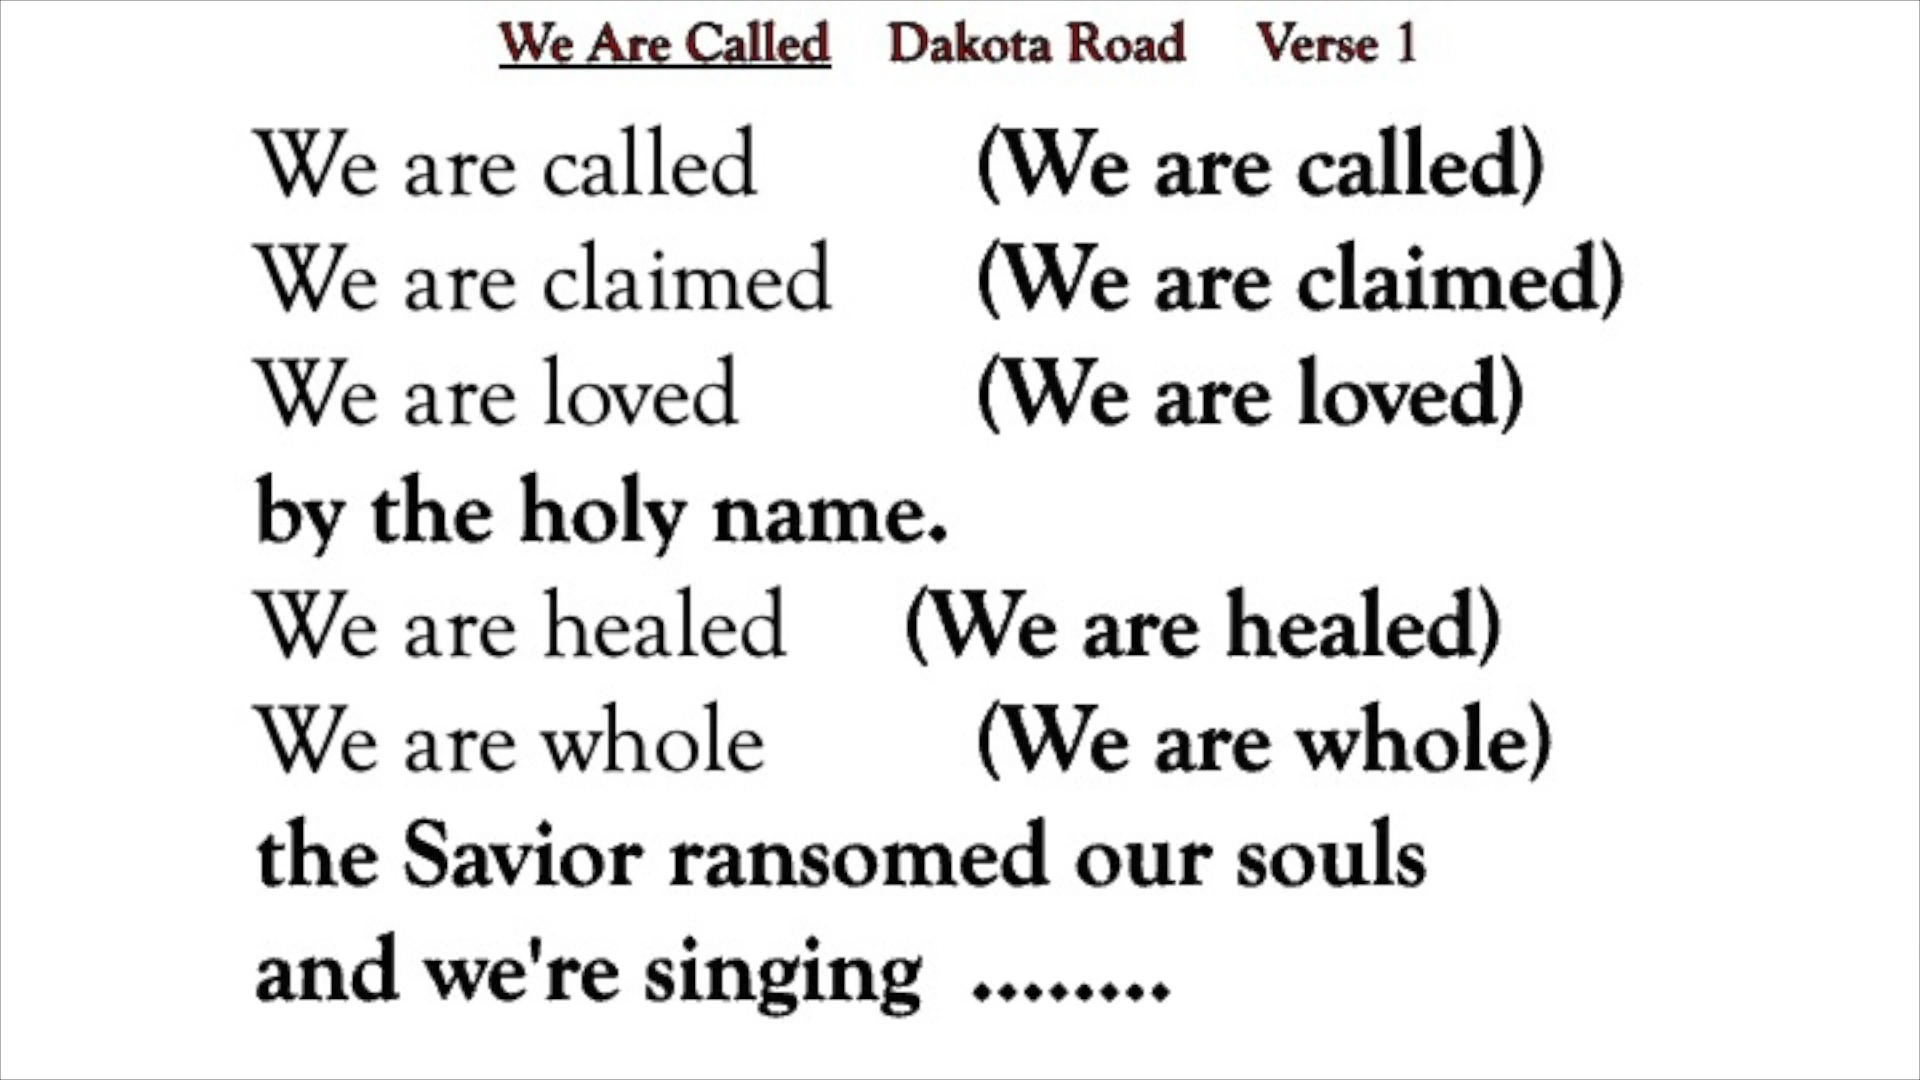 We Are Called Dakota Road Verse 1
We are called (We are called)
We are claimed (We are claimed)
We are loved (We are loved)
by the holy name.
We are healed (We are healed)
We are whole (We are whole)
the Savior ransomed our souls
and we're singing ........